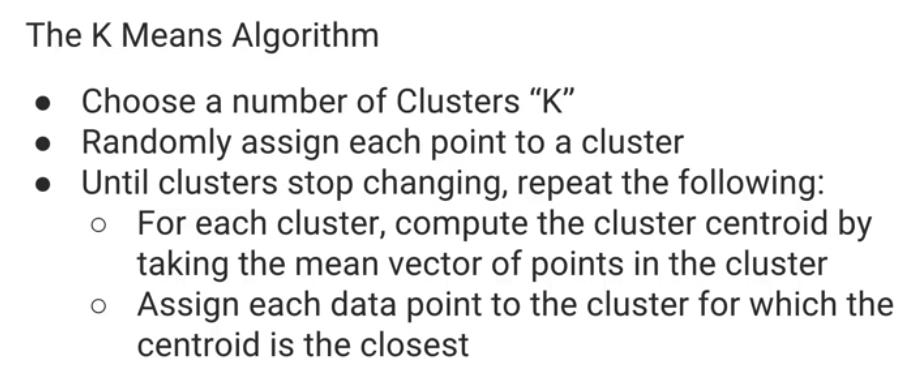 The K Means Algorithm
● Choose a number of Clusters “K”
● Randomly assign each point to a cluster
● Until clusters stop changing, repeat the following:
○ For each cluster, compute the cluster centroid by
taking the mean vector of points in the cluster
○ Assign each data point to the cluster for which the
centroid is the closest